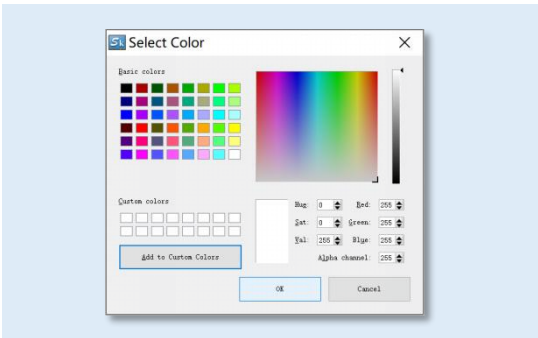 Sk Select Color
Basic colors
Custom colors
Add to Custom Colors
Hue: 0 Red: 255
Sat: 0 Green: 255
Val: 255 Blue: 255
Alpha channel: 255
OK Cancel